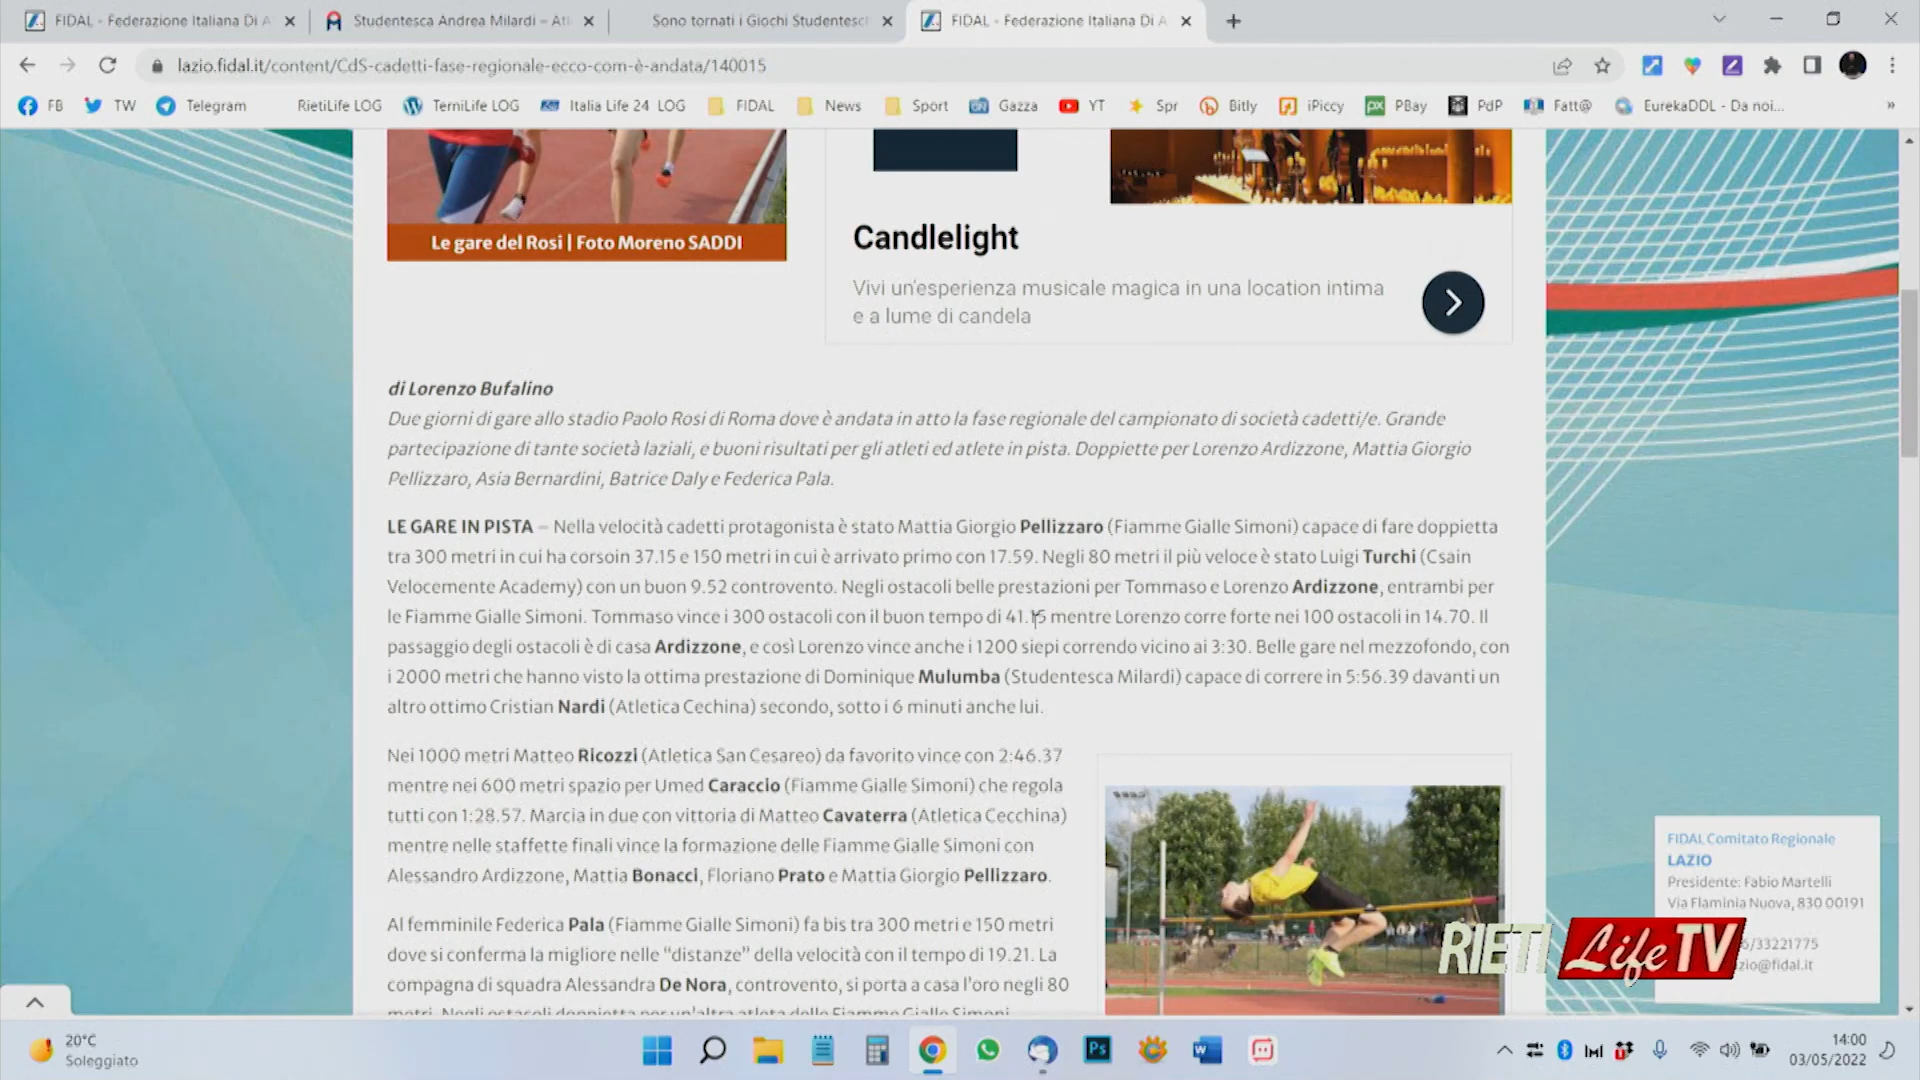 FIDAL - Federazione Italiana Di A
Studentesca Andrea Milardi – Atl
Sono tornati i Giochi Studentesch
FIDAL - Federazione Italiana Di A
lazio.fidal.it/content/CdS-cadetti-fase-regionale-ecco-com-è-andata/140015
FB TW Telegram RietiLife LOG TerniLife LOG Italia Life 24 LOG FIDAL News Sport Gazza YT Spr Bitly iPiccy PBay PdP Fatt@ EurekaDDL - Da noi...
Le gare del Rosi | Foto Moreno SADDI
Candlelight
Vivi un'esperienza musicale magica in una location intima
e a lume di candela
di Lorenzo Bufalino
Due giorni di gare allo stadio Paolo Rosi di Roma dove è andata in atto la fase regionale del campionato di società cadetti/e. Grande
partecipazione di tante società laziali, e buoni risultati per gli atleti ed atlete in pista. Doppiette per Lorenzo Ardizzone, Mattia Giorgio
Pellizzaro, Asia Bernardini, Batrice Daly e Federica Pala.
LE GARE IN PISTA – Nella velocità cadetti protagonista è stato Mattia Giorgio Pellizzaro (Fiamme Gialle Simoni) capace di fare doppietta
tra 300 metri in cui ha corsoin 37.15 e 150 metri in cui è arrivato primo con 17.59. Negli 80 metri il più veloce è stato Luigi Turchi (Csain
Velocemente Academy) con un buon 9.52 controvento. Negli ostacoli belle prestazioni per Tommaso e Lorenzo Ardizzone, entrambi per
le Fiamme Gialle Simoni. Tommaso vince i 300 ostacoli con il buon tempo di 41.15 mentre Lorenzo corre forte nei 100 ostacoli in 14.70. Il
passaggio degli ostacoli è di casa Ardizzone, e così Lorenzo vince anche i 1200 siepi correndo vicino ai 3:30. Belle gare nel mezzofondo, con
i 2000 metri che hanno visto la ottima prestazione di Dominique Mulumba (Studentesca Milardi) capace di correre in 5:56.39 davanti un
altro ottimo Cristian Nardi (Atletica Cechina) secondo, sotto i 6 minuti anche lui.
Nei 1000 metri Matteo Ricozzi (Atletica San Cesareo) da favorito vince con 2:46.37
mentre nei 600 metri spazio per Umed Caraccio (Fiamme Gialle Simoni) che regola
tutti con 1:28.57. Marcia in due con vittoria di Matteo Cavaterra (Atletica Cecchina)
mentre nelle staffette finali vince la formazione delle Fiamme Gialle Simoni con
Alessandro Ardizzone, Mattia Bonacci, Floriano Prato e Mattia Giorgio Pellizzaro.
Al femminile Federica Pala (Fiamme Gialle Simoni) fa bis tra 300 metri e 150 metri
dove si conferma la migliore nelle “distanze” della velocità con il tempo di 19.21. La
compagna di squadra Alessandra De Nora, controvento, si porta a casa l’oro negli 80
metri. Negli ostacoli doppietta per un’altra atleta delle Fiamme Gialle Simoni
FIDAL Comitato Regionale
LAZIO
Presidente: Fabio Martelli
Via Flaminia Nuova, 830 00191
6/33221775
zio@fidal.it
RIETI Life TV
20°C
Soleggiato
14:00
03/05/2022